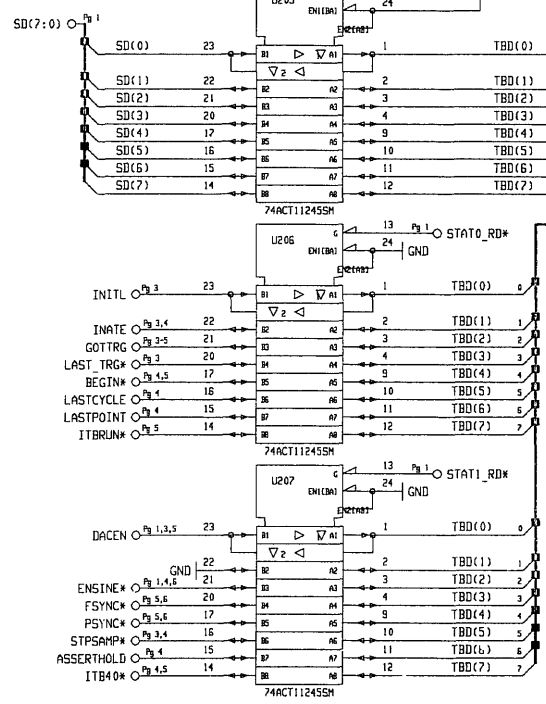 U205
24
EN1[BA]
EN2[AB]
SD(7:0) Pg 1
SD(0) 23 B1 A1 1 TBD(0)
2
SD(1) 22 B2 A2 2 TBD(1)
SD(2) 21 B3 A3 3 TBD(2)
SD(3) 20 B4 A4 4 TBD(3)
SD(4) 17 B5 A5 9 TBD(4)
SD(5) 16 B6 A6 10 TBD(5)
SD(6) 15 B7 A7 11 TBD(6)
SD(7) 14 B8 A8 12 TBD(7)
74ACT11245SM
U206 G 13 Pg 1 STAT0_RD*
EN1[BA] 24 GND
EN2[AB]
INITL Pg 3 23 B1 A1 1 TBD(0) 0
2
INATE Pg 3,4 22 B2 A2 2 TBD(1) 1
GOTTRG Pg 3-5 21 B3 A3 3 TBD(2) 2
LAST_TRG* Pg 3 20 B4 A4 4 TBD(3) 3
BEGIN* Pg 4,5 17 B5 A5 9 TBD(4) 4
LASTCYCLE Pg 4 16 B6 A6 10 TBD(5) 5
LASTPOINT Pg 4 15 B7 A7 11 TBD(6) 6
ITBRUN* Pg 5 14 B8 A8 12 TBD(7) 7
74ACT11245SM
U207 G 13 Pg 1 STAT1_RD*
EN1[BA] 24 GND
EN2[AB]
DACEN Pg 1,3,5 23 B1 A1 1 TBD(0) 0
2
GND 22 B2 A2 2 TBD(1) 1
ENSINE* Pg 1,4,6 21 B3 A3 3 TBD(2) 2
FSYNC* Pg 5,6 20 B4 A4 4 TBD(3) 3
PSYNC* Pg 5,6 17 B5 A5 9 TBD(4) 4
STPSAMP* Pg 3,4 16 B6 A6 10 TBD(5) 5
ASSERTHOLD Pg 4 15 B7 A7 11 TBD(6) 6
ITB40* Pg 4,5 14 B8 A8 12 TBD(7) 7
74ACT11245SM